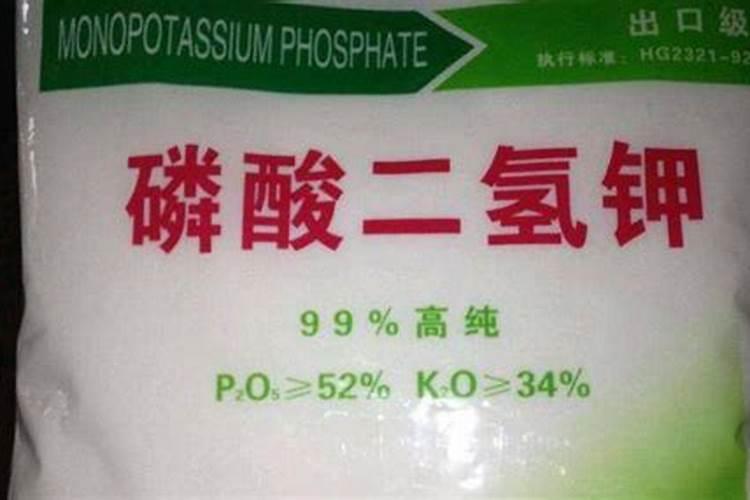 MONOPOTASSIUM PHOSPHATE
出口级
执行标准：HG2321-92
磷酸二氢钾
99%高纯
P₂O₅≥52% K₂O≥34%